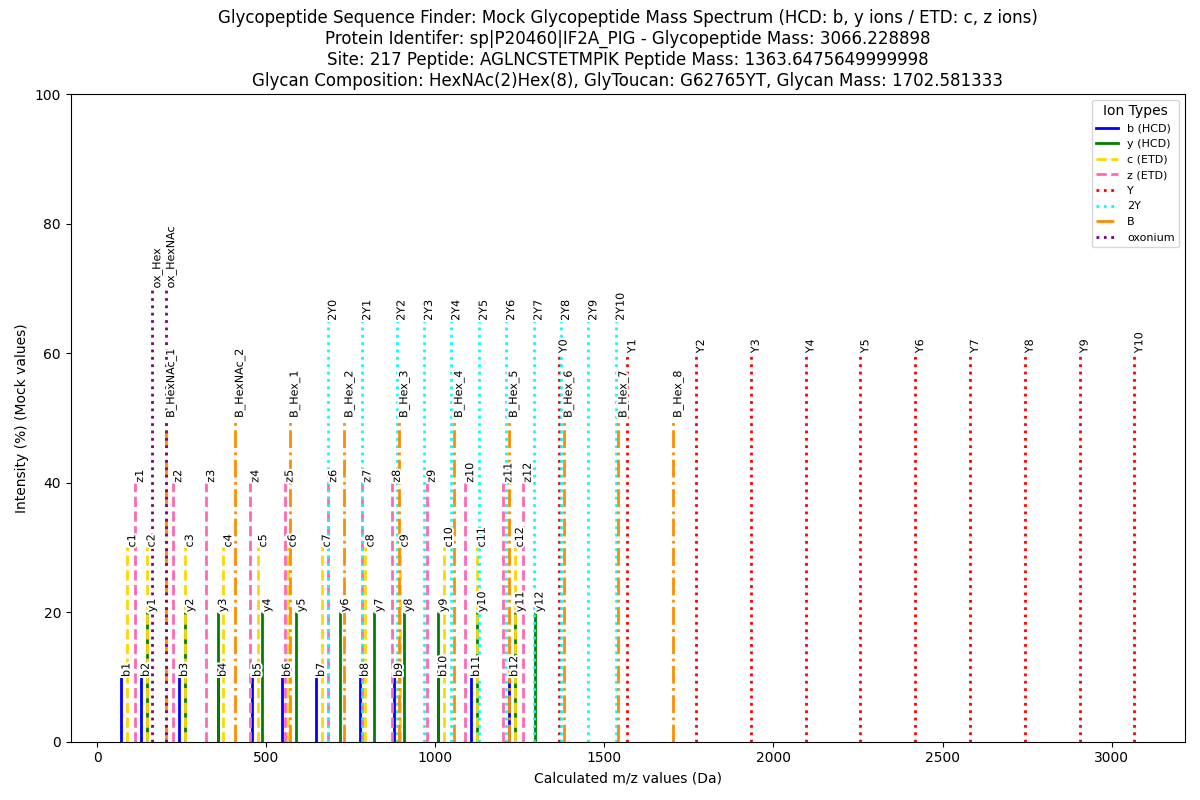 Glycopeptide Sequence Finder: Mock Glycopeptide Mass Spectrum (HCD: b, y ions / ETD: c, z ions)
Protein Identifer: sp|P20460|IF2A_PIG - Glycopeptide Mass: 3066.228898
Site: 217 Peptide: AGLNCSTETMPIK Peptide Mass: 1363.6475649999998
Glycan Composition: HexNAc(2)Hex(8), GlyToucan: G62765YT, Glycan Mass: 1702.581333
Intensity (%) (Mock values)
100
80
60
40
20
0
Ion Types
b (HCD)
y (HCD)
c (ETD)
z (ETD)
Y
2Y
B
oxonium
ox_Hex
ox_HexNAc
2Y0
2Y1
2Y2
2Y3
2Y4
2Y5
2Y6
2Y7
2Y8
2Y9
2Y10
Y0
Y1
Y2
Y3
Y4
Y5
Y6
Y7
Y8
Y9
Y10
B_HexNAc_1
B_HexNAc_2
B_Hex_1
B_Hex_2
B_Hex_3
B_Hex_4
B_Hex_5
B_Hex_6
B_Hex_7
B_Hex_8
z1
z2
z3
z4
z5
z6
z7
z8
z9
z10
z11
z12
c1
c2
c3
c4
c5
c6
c7
c8
c9
c10
c11
c12
y1
y2
y3
y4
y5
y6
y7
y8
y9
y10
y11
y12
b1
b2
b3
b4
b5
b6
b7
b8
b9
b10
b11
b12
0
500
1000
1500
2000
2500
3000
Calculated m/z values (Da)